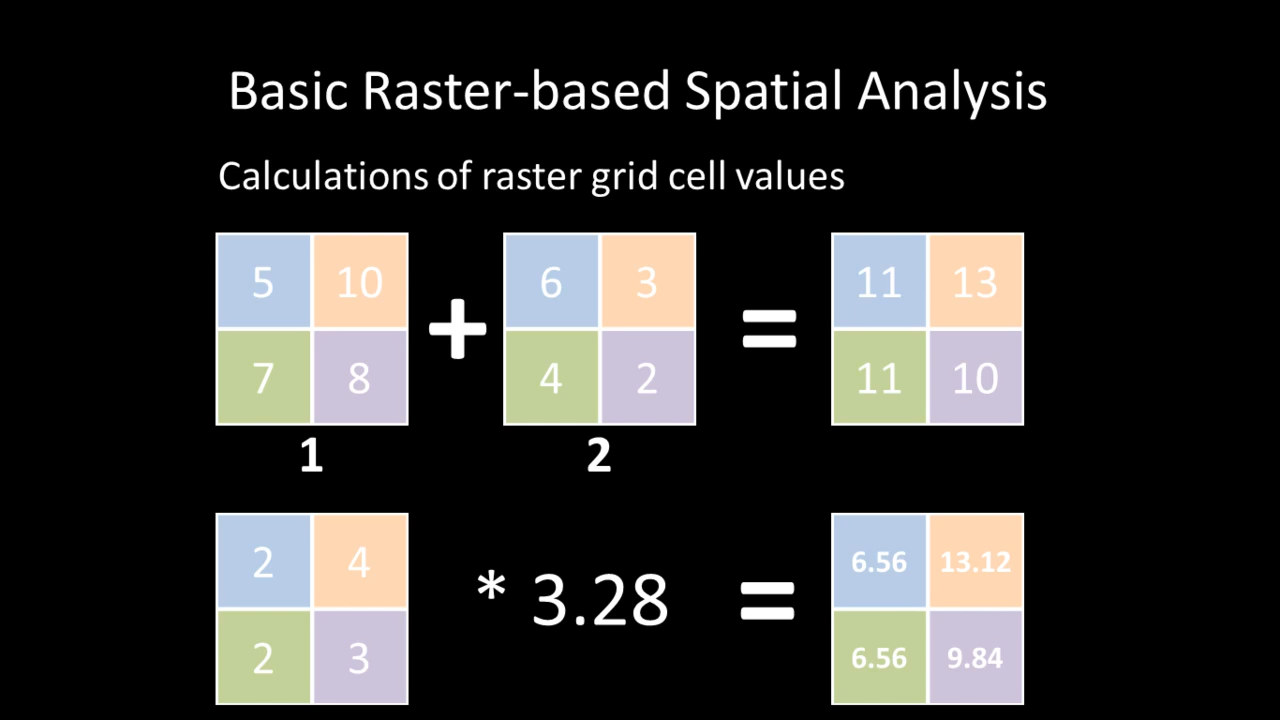 Basic Raster-based Spatial Analysis
Calculations of raster grid cell values
5 10 6 3 11 13
+ =
7 8 4 2 11 10
1 2
2 4 6.56 13.12
* 3.28 =
2 3 6.56 9.84